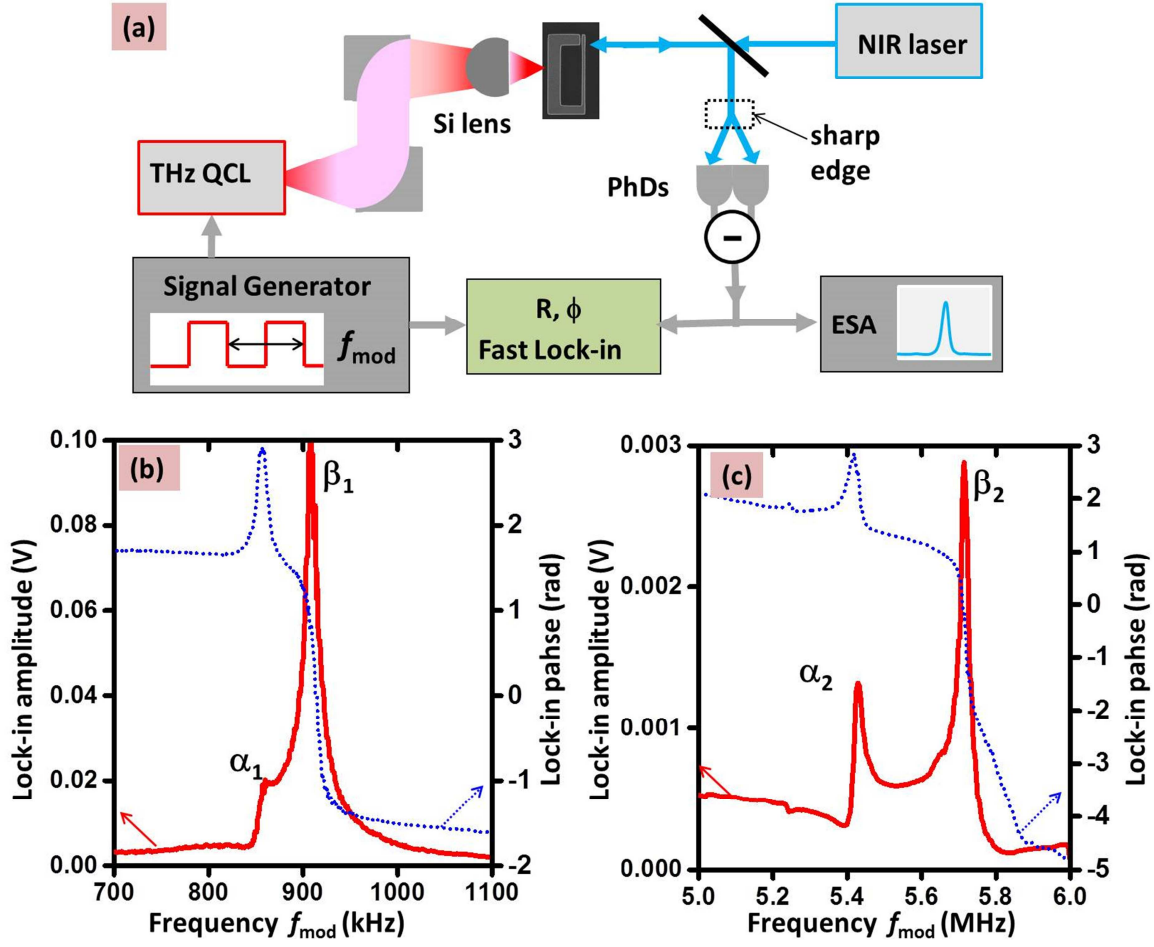 (a)
NIR laser
Si lens
sharp
edge
THz QCL
PhDs
–
Signal Generator
f mod
R, ϕ
Fast Lock-in
ESA
(b)
β1
α1
0.10
0.08
0.06
0.04
0.02
0.00
Lock-in amplitude (V)
3
2
1
0
-1
-2
Lock-in pahse (rad)
700 800 900 1000 1100
Frequency f mod (kHz)
(c)
β2
α2
0.003
0.002
0.001
0.000
Lock-in amplitude (V)
3
2
1
0
-1
-2
-3
-4
-5
Lock-in pahse (rad)
5.0 5.2 5.4 5.6 5.8 6.0
Frequency f mod (MHz)